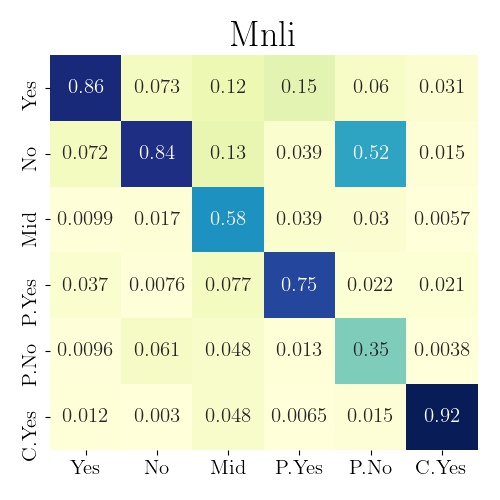 Mnli
Yes 0.86 0.073 0.12 0.15 0.06 0.031
No 0.072 0.84 0.13 0.039 0.52 0.015
Mid 0.0099 0.017 0.58 0.039 0.03 0.0057
P.Yes 0.037 0.0076 0.077 0.75 0.022 0.021
P.No 0.0096 0.061 0.048 0.013 0.35 0.0038
C.Yes 0.012 0.003 0.048 0.0065 0.015 0.92
Yes No Mid P.Yes P.No C.Yes